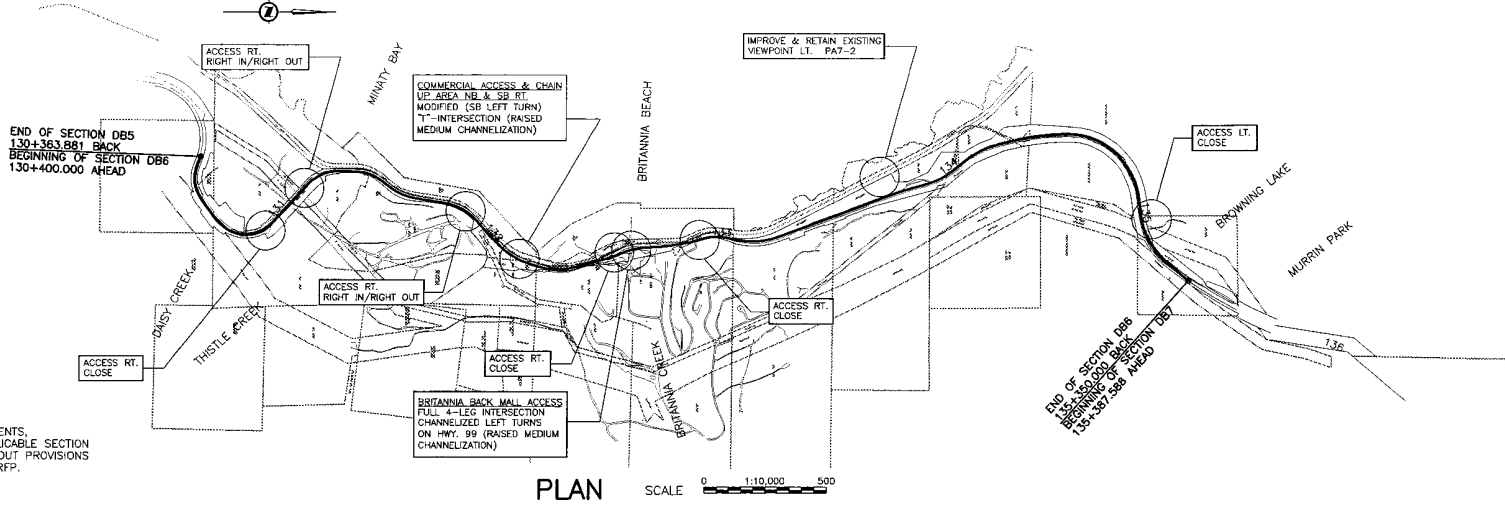 ACCESS RT.
RIGHT IN/RIGHT OUT
MINATY BAY
COMMERCIAL ACCESS & CHAIN
UP AREA NB & SB RT.
MODIFIED (SB LEFT TURN)
"T"-INTERSECTION (RAISED
MEDIUM CHANNELIZATION)
BRITANNIA BEACH
IMPROVE & RETAIN EXISTING
VIEWPOINT LT. PA7-2
ACCESS LT.
CLOSE
END OF SECTION DB5
130+363.881 BACK
BEGINNING OF SECTION DB6
130+400.000 AHEAD
131
132
134
BROWNING LAKE
MURRIN PARK
DAISY CREEK
THISTLE CREEK
ACCESS RT.
RIGHT IN/RIGHT OUT
ACCESS RT.
CLOSE
ACCESS RT.
CLOSE
ACCESS RT.
CLOSE
BRITANNIA CREEK
BRITANNIA BACK MALL ACCESS
FULL 4-LEG INTERSECTION
CHANNELIZED LEFT TURNS
ON HWY. 99 (RAISED MEDIUM
CHANNELIZATION)
END OF SECTION DB6
135+350.000 BACK
BEGINNING OF SECTION DB7
135+387.588 AHEAD
136
ENTS,
LICABLE SECTION
OUT PROVISIONS
RFP.
PLAN
SCALE 0 1:10,000 500